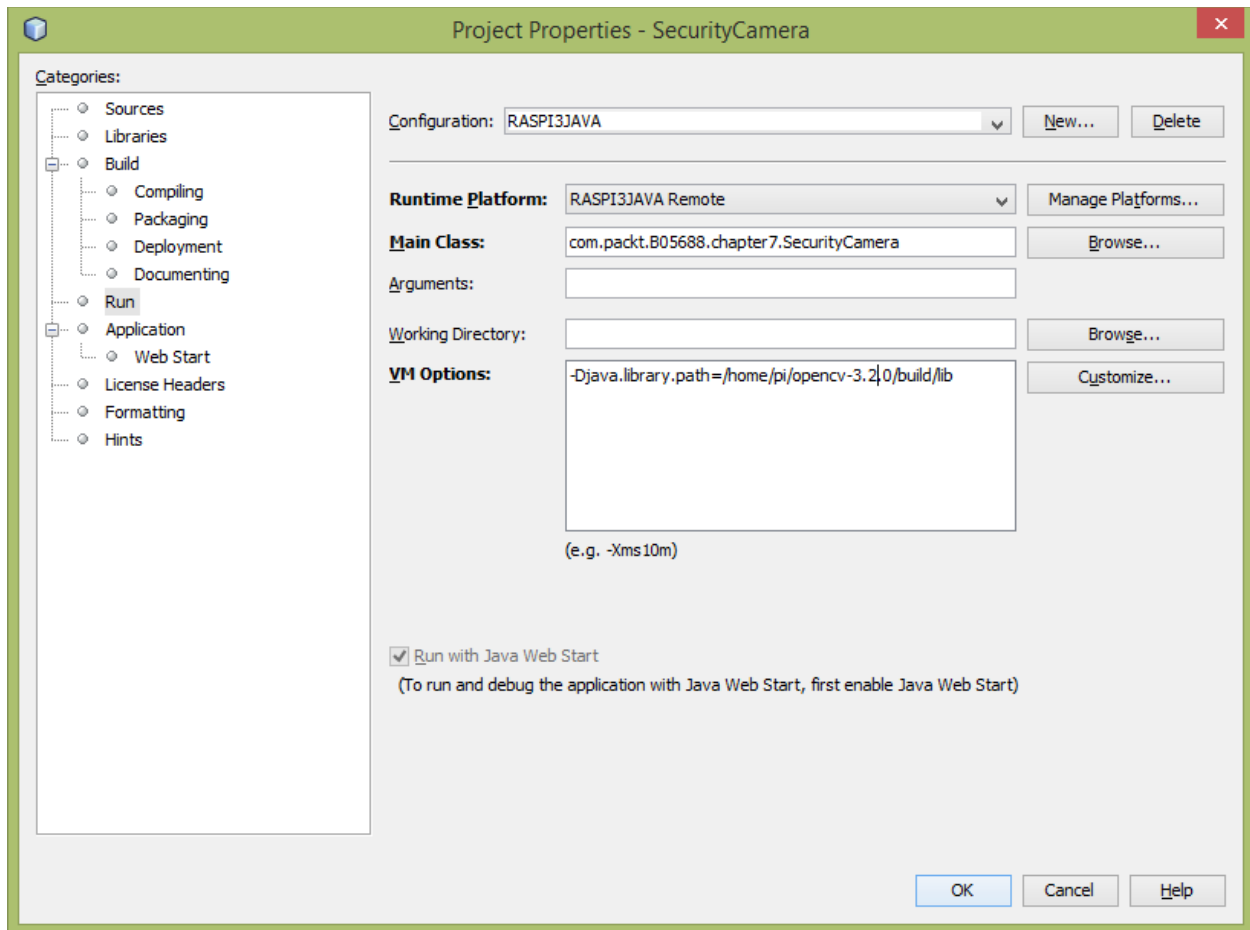 Project Properties - SecurityCamera
Categories:
Sources
Libraries
Build
Compiling
Packaging
Deployment
Documenting
Run
Application
Web Start
License Headers
Formatting
Hints
Configuration: RASPI3JAVA New... Delete
Runtime Platform: RASPI3JAVA Remote Manage Platforms...
Main Class: com.packt.B05688.chapter7.SecurityCamera Browse...
Arguments:
Working Directory: Browse...
VM Options: -Djava.library.path=/home/pi/opencv-3.2.0/build/lib Customize...
(e.g. -Xms10m)
Run with Java Web Start
(To run and debug the application with Java Web Start, first enable Java Web Start)
OK Cancel Help